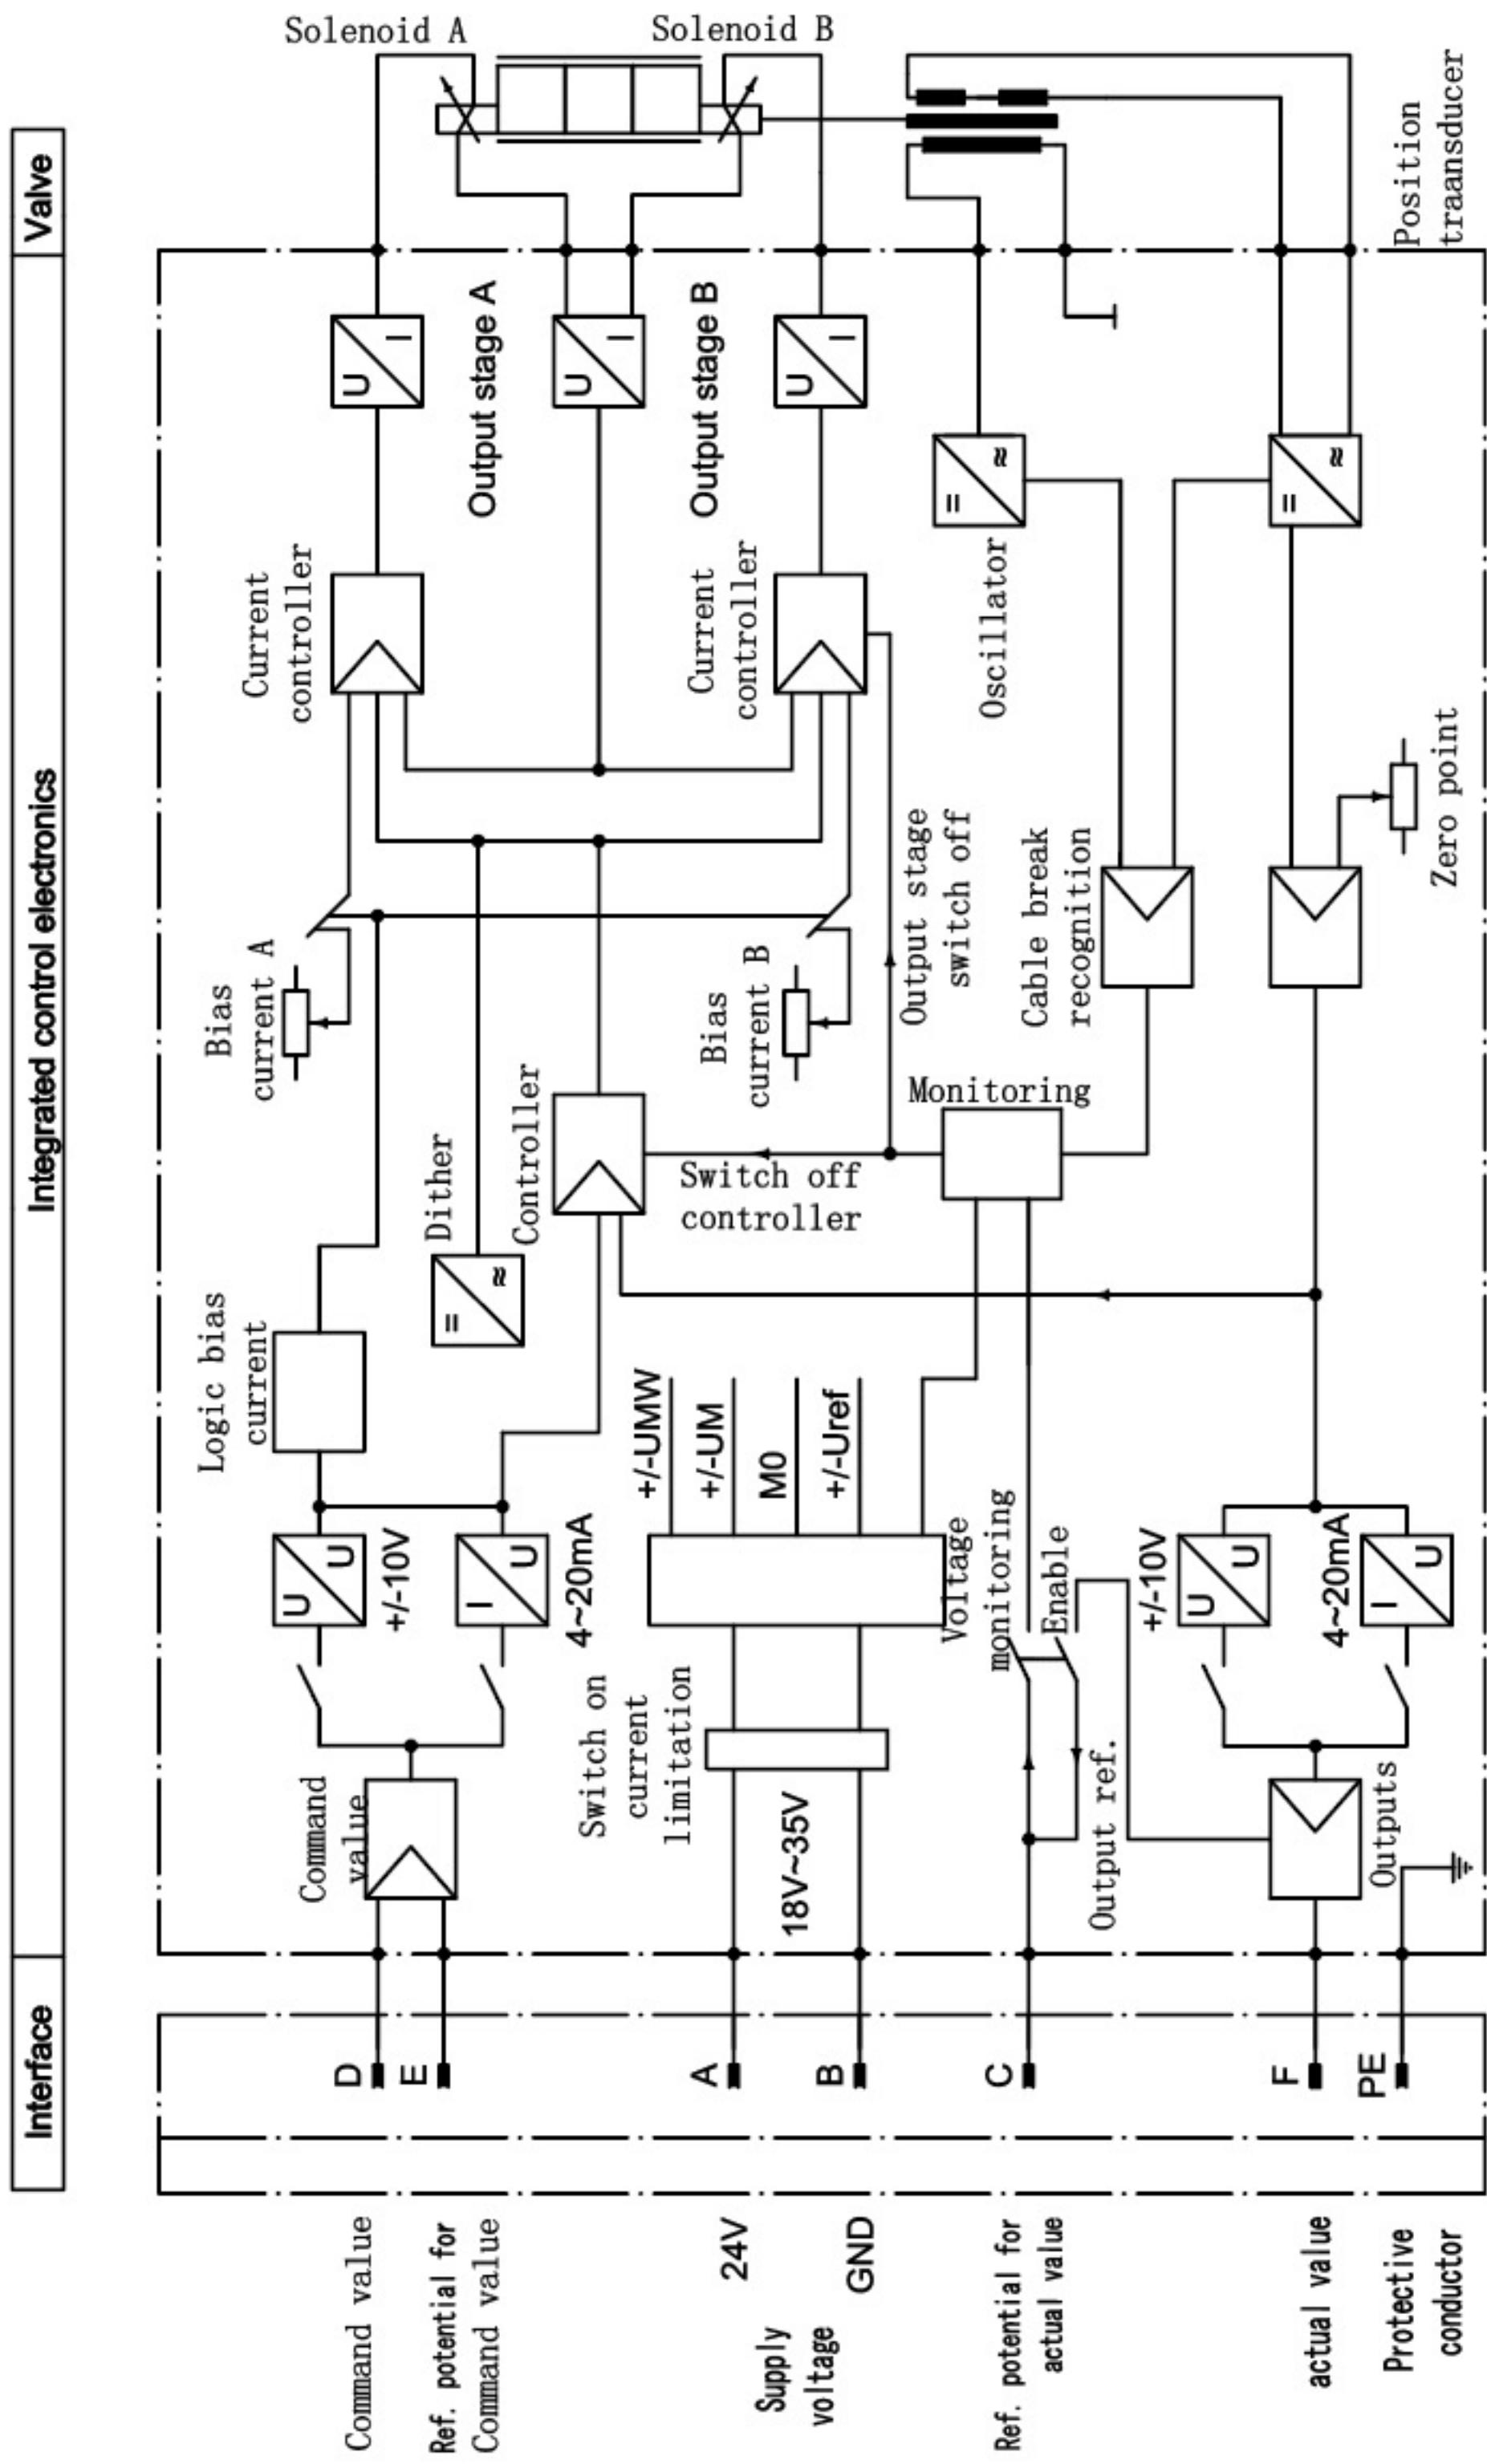 Interface
Integrated control electronics
Valve
Command value
Ref. potential for
Command value
D
E
Command
value
U
U
+/-10V
I
U
4~20mA
Logic bias
current
=
≈
Dither
Controller
Bias
current A
Current
controller
U
I
Solenoid A
Output stage A
U
I
Output stage B
Solenoid B
Supply
voltage
24V
GND
A
B
Switch on
current
limitation
18V~35V
+/-UMW
+/-UM
M0
+/-Uref
Voltage
monitoring
Switch off
controller
Monitoring
Bias
current B
Current
controller
U
I
Output stage
switch off
Ref. potential for
actual value
C
Enable
Output ref.
Cable break
recognition
Oscillator
=
≈
actual value
F
Outputs
+/-10V
U
U
4~20mA
I
U
=
≈
Zero point
Position
traansducer
Protective
conductor
PE